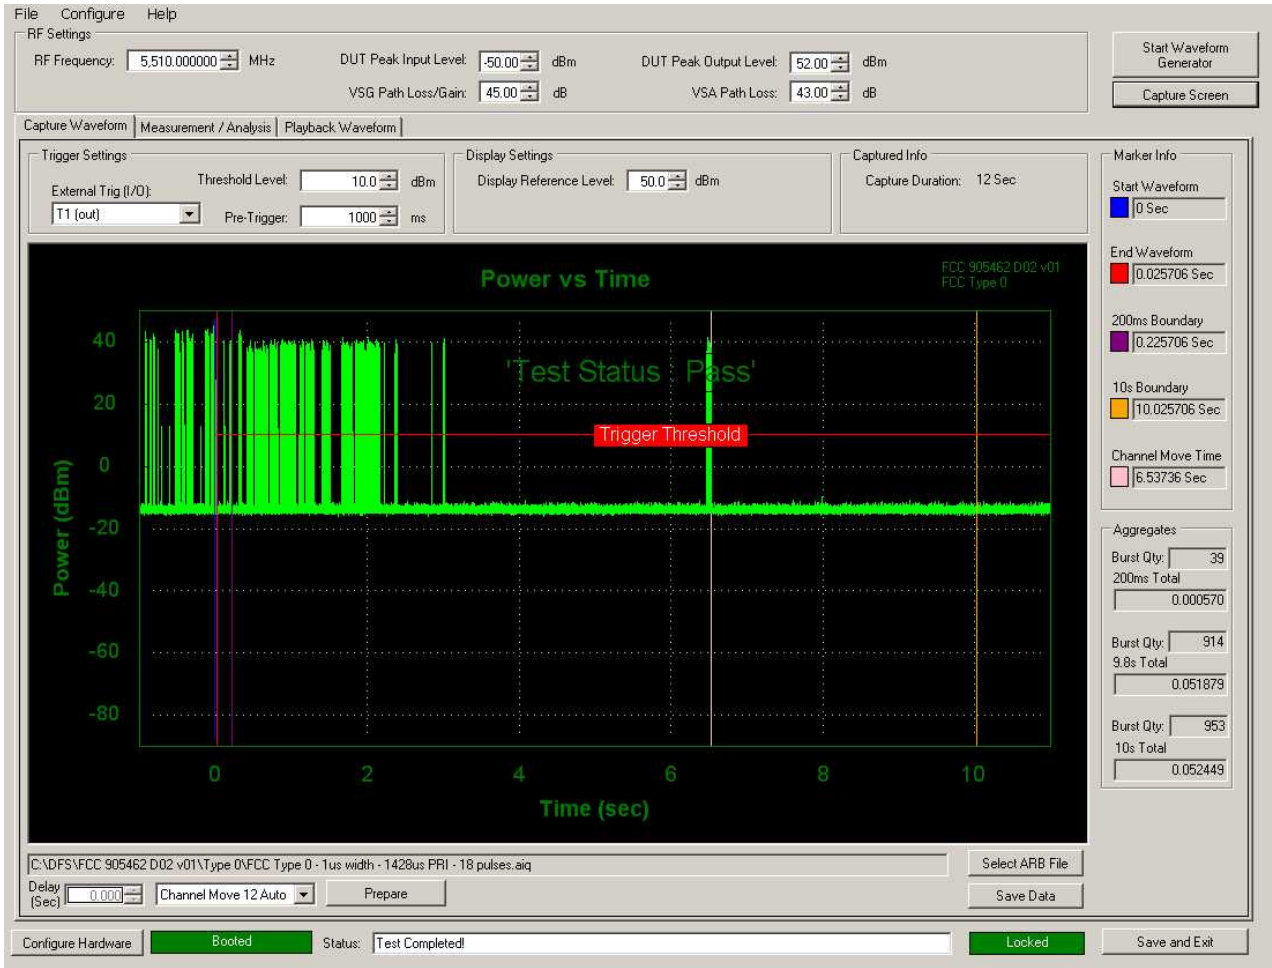 File Configure Help
RF Settings
RF Frequency: 5,510.000000 MHz DUT Peak Input Level: -50.00 dBm DUT Peak Output Level: 52.00 dBm
VSG Path Loss/Gain: 45.00 dB VSA Path Loss: 43.00 dB
Start Waveform
Generator
Capture Screen
Capture Waveform Measurement / Analysis Playback Waveform
Trigger Settings
External Trig (I/O):
T1 (out)
Threshold Level: 10.0 dBm
Pre-Trigger: 1000 ms
Display Settings
Display Reference Level: 50.0 dBm
Captured Info
Capture Duration: 12 Sec
Marker Info
Start Waveform
0 Sec
End Waveform
0.025706 Sec
200ms Boundary
0.225706 Sec
10s Boundary
10.025706 Sec
Channel Move Time
6.53736 Sec
Power vs Time
FCC 905462 D02 v01
FCC Type 0
'Test Status : Pass'
Trigger Threshold
Power (dBm)
40
20
0
-20
-40
-60
-80
0 2 4 6 8 10
Time (sec)
Aggregates
Burst Qty: 39
200ms Total
0.000570
Burst Qty: 914
9.8s Total
0.051879
Burst Qty: 953
10s Total
0.052449
C:\DFS\FCC 905462 D02 v01\Type 0\FCC Type 0 - 1us width - 1428us PRI - 18 pulses.aiq
Select ARB File
Delay
(Sec) 0.000 Channel Move 12 Auto Prepare
Save Data
Configure Hardware Booted Status: Test Completed! Locked Save and Exit